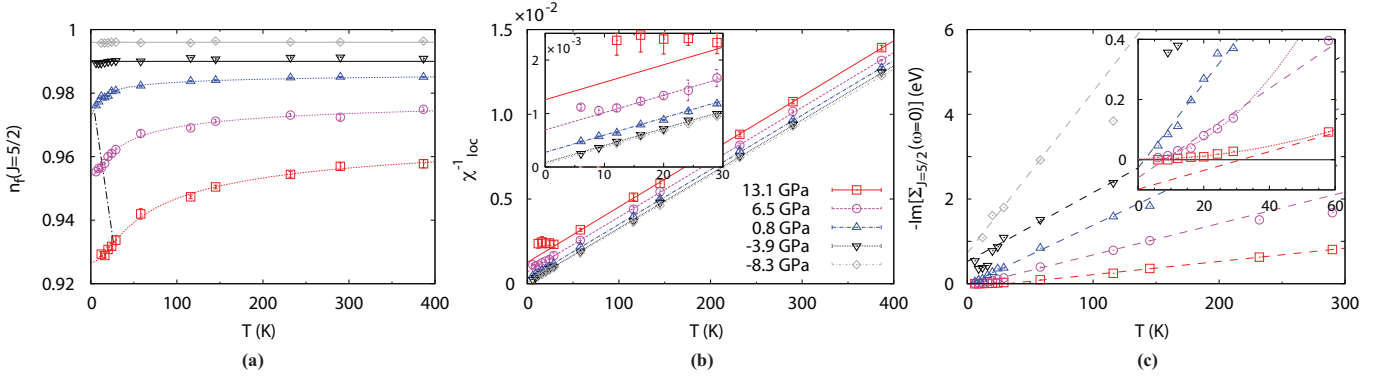 1
0.98
0.96
0.94
0.92
n_f(J=5/2)
0 100 200 300 400
T (K)
(a)
×10⁻²
1.5
1.0
0.5
0
χ⁻¹_loc
×10⁻³
2
1
0
0 10 20 30
13.1 GPa
6.5 GPa
0.8 GPa
-3.9 GPa
-8.3 GPa
0 100 200 300 400
T (K)
(b)
6
4
2
0
-Im[Σ_{J=5/2}(ω=0)] (eV)
0.4
0.2
0
0 20 40 60
0 100 200 300
T (K)
(c)